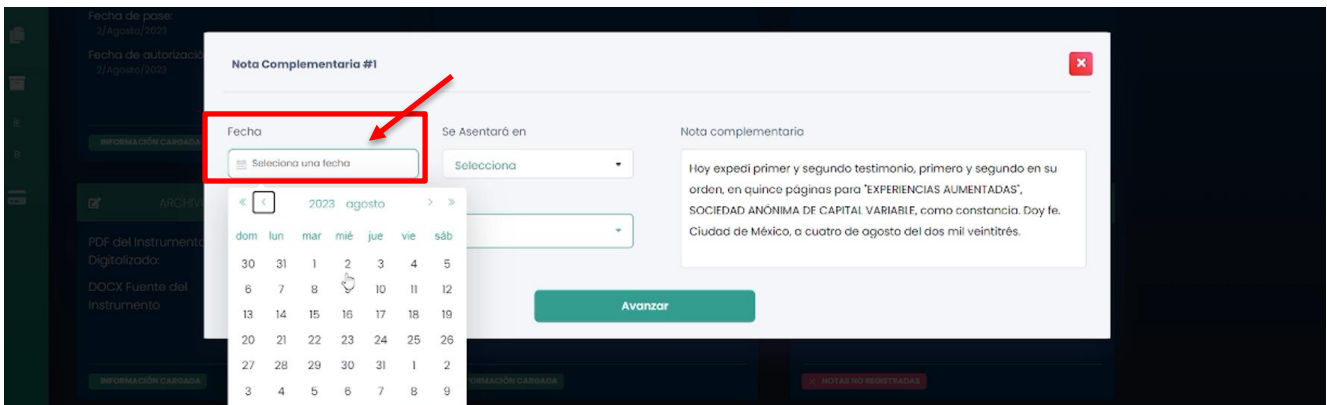 Fecha de pase:
2/Agosto/2023
Fecha de autorizació
2/Agosto/2023
INFORMACIÓN CARGADA
ARCHIV
PDF del Instrumento
Digitalizado:
DOCX Fuente del
Instrumento
INFORMACIÓN CARGADA
Nota Complementaria #1
Fecha
Seleciona una fecha
« < 2023 agosto > »
dom lun mar mié jue vie sáb
30 31 1 2 3 4 5
6 7 8 9 10 11 12
13 14 15 16 17 18 19
20 21 22 23 24 25 26
27 28 29 30 31 1 2
3 4 5 6 7 8 9
Se Asentará en
Selecciona
Nota complementaria
Hoy expedí primer y segundo testimonio, primero y segundo en su
orden, en quince páginas para "EXPERIENCIAS AUMENTADAS",
SOCIEDAD ANÓNIMA DE CAPITAL VARIABLE, como constancia. Doy fe.
Ciudad de México, a cuatro de agosto del dos mil veintitrés.
Avanzar
FORMACIÓN CARGADA
NOTAS NO REGISTRADAS